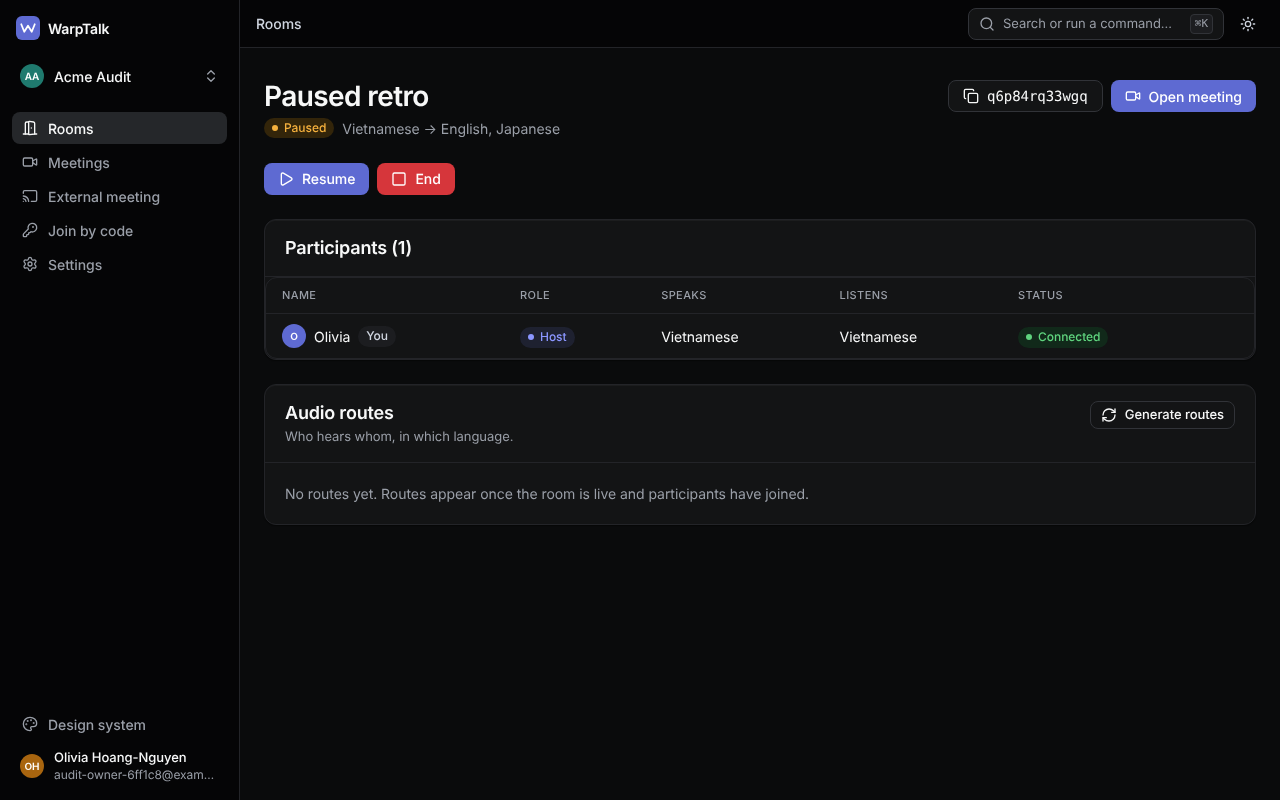 WarpTalk
AA Acme Audit
Rooms
Meetings
External meeting
Join by code
Settings
Design system
OH Olivia Hoang-Nguyen
audit-owner-6ff1c8@exam...
Rooms
Search or run a command... ⌘K
Paused retro
q6p84rq33wgq
Open meeting
Paused Vietnamese → English, Japanese
Resume
End
Participants (1)
NAME ROLE SPEAKS LISTENS STATUS
O Olivia You Host Vietnamese Vietnamese Connected
Audio routes
Who hears whom, in which language.
Generate routes
No routes yet. Routes appear once the room is live and participants have joined.